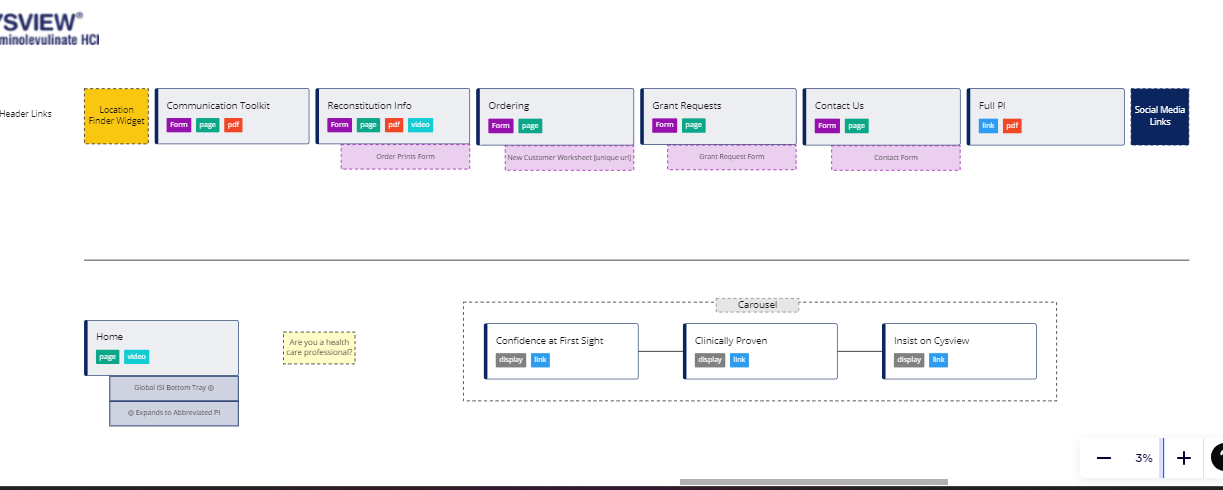 YSVIEW®
minolevulinate HCl
Header Links
Location
Finder Widget
Communication Toolkit
Form page pdf
Reconstitution Info
Form page pdf video
Order Prints Form
Ordering
Form page
New Customer Worksheet [unique url]
Grant Requests
Form page
Grant Request Form
Contact Us
Form page
Contact Form
Full PI
link pdf
Social Media
Links
Home
page video
Global ISI Bottom Tray
Expands to Abbreviated PI
Are you a health
care professional?
Carousel
Confidence at First Sight
display link
Clinically Proven
display link
Insist on Cysview
display link
3%